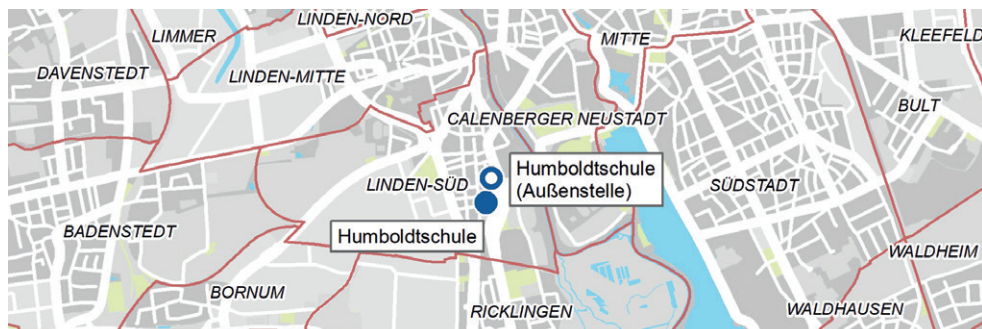 LINDEN-NORD
LIMMER
MITTE
KLEEFELD
DAVENSTEDT
LINDEN-MITTE
BULT
CALENBERGER NEUSTADT
Humboldtschule
(Außenstelle)
LINDEN-SÜD
SÜDSTADT
BADENSTEDT
Humboldtschule
WALDHEIM
BORNUM
RICKLINGEN
WALDHAUSEN